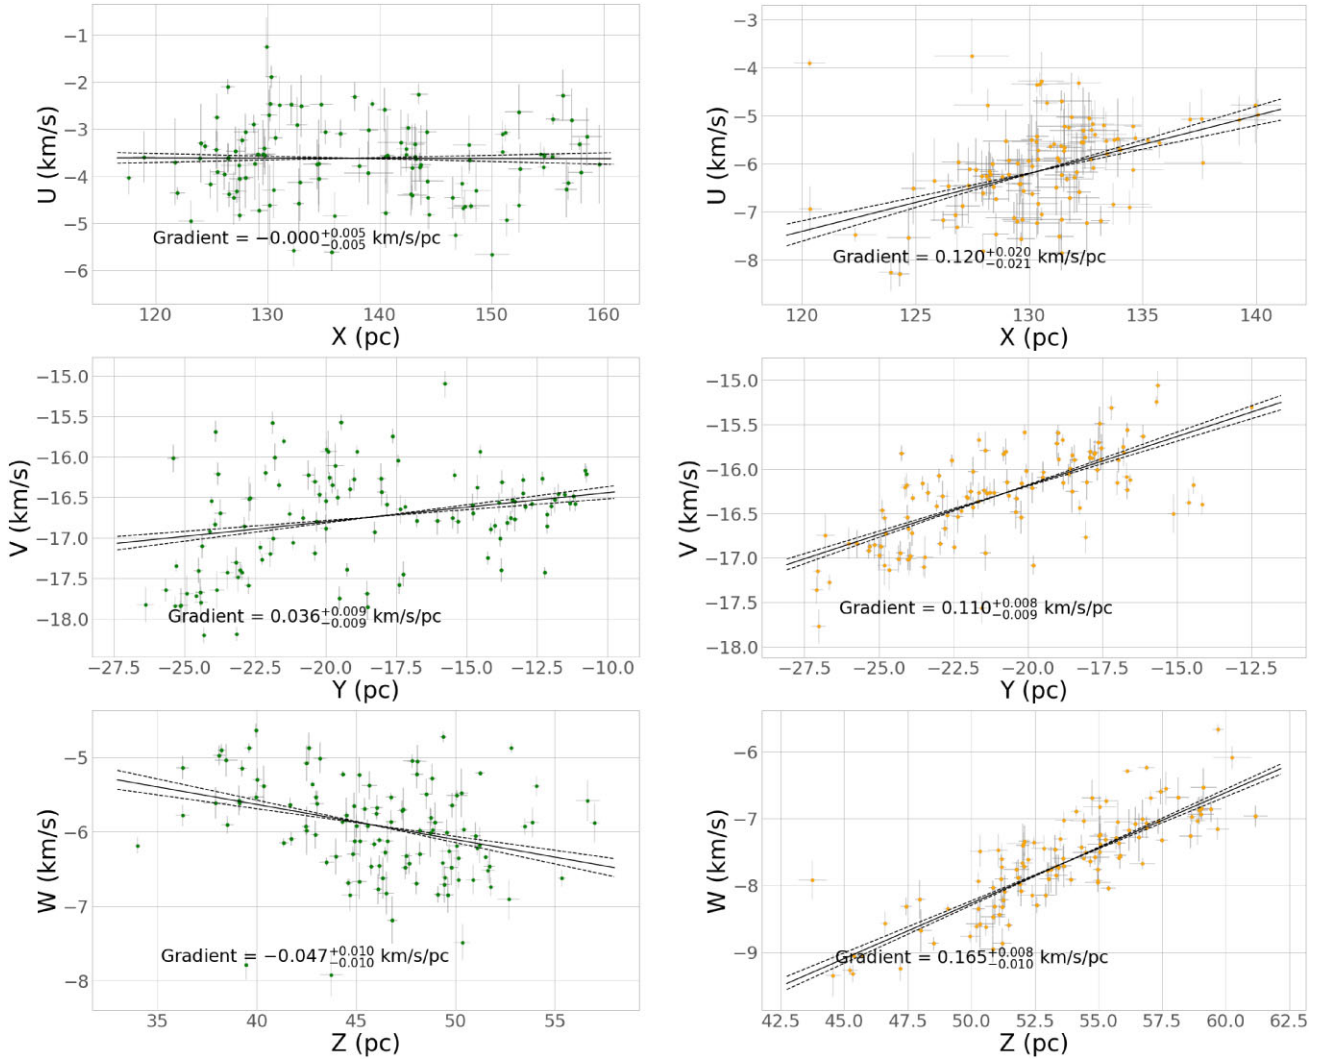 −1
−2
−3
−4
−5
−6
U (km/s)
Gradient = −0.000+0.005−0.005 km/s/pc
120 130 140 150 160
X (pc)
−3
−4
−5
−6
−7
−8
U (km/s)
Gradient = 0.120+0.020−0.021 km/s/pc
120 125 130 135 140
X (pc)
−15.0
−15.5
−16.0
−16.5
−17.0
−17.5
−18.0
V (km/s)
Gradient = 0.036+0.009−0.009 km/s/pc
−27.5 −25.0 −22.5 −20.0 −17.5 −15.0 −12.5 −10.0
Y (pc)
−15.0
−15.5
−16.0
−16.5
−17.0
−17.5
−18.0
V (km/s)
Gradient = 0.110+0.008−0.009 km/s/pc
−27.5 −25.0 −22.5 −20.0 −17.5 −15.0 −12.5
Y (pc)
−5
−6
−7
−8
W (km/s)
Gradient = −0.047+0.010−0.010 km/s/pc
35 40 45 50 55
Z (pc)
−6
−7
−8
−9
W (km/s)
Gradient = 0.165+0.008−0.010 km/s/pc
42.5 45.0 47.5 50.0 52.5 55.0 57.5 60.0 62.5
Z (pc)